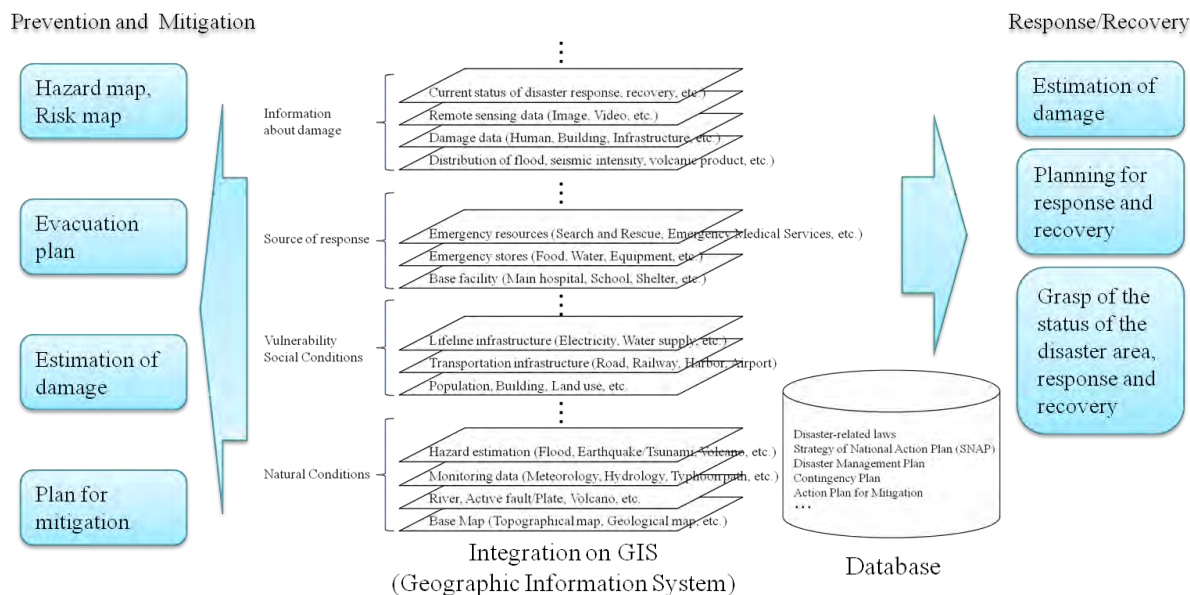 Prevention and Mitigation
Hazard map,
Risk map
Evacuation
plan
Estimation of
damage
Plan for
mitigation
Information
about damage
Current status of disaster response, recovery, etc.)
Remote sensing data (Image, Video, etc.)
Damage data (Human, Building, Infrastructure, etc.)
Distribution of flood, seismic intensity, volcanic product, etc.)
Source of response
Emergency resources (Search and Rescue, Emergency Medical Services, etc.)
Emergency stores (Food, Water, Equipment, etc.)
Base facility (Main hospital, School, Shelter, etc.)
Vulnerability
Social Conditions
Lifeline infrastructure (Electricity, Water supply, etc.)
Transportation infrastructure (Road, Railway, Harbor, Airport)
Population, Building, Land use, etc.
Natural Conditions
Hazard estimation (Flood, Earthquake/Tsunami, Volcano, etc.)
Monitoring data (Meteorology, Hydrology, Typhoon path, etc.)
River, Active fault/Plate, Volcano, etc.
Base Map (Topographical map, Geological map, etc.)
Integration on GIS
(Geographic Information System)
Disaster-related laws
Strategy of National Action Plan (SNAP)
Disaster Management Plan
Contingency Plan
Action Plan for Mitigation
...
Database
Response/Recovery
Estimation of
damage
Planning for
response and
recovery
Grasp of the
status of the
disaster area,
response and
recovery